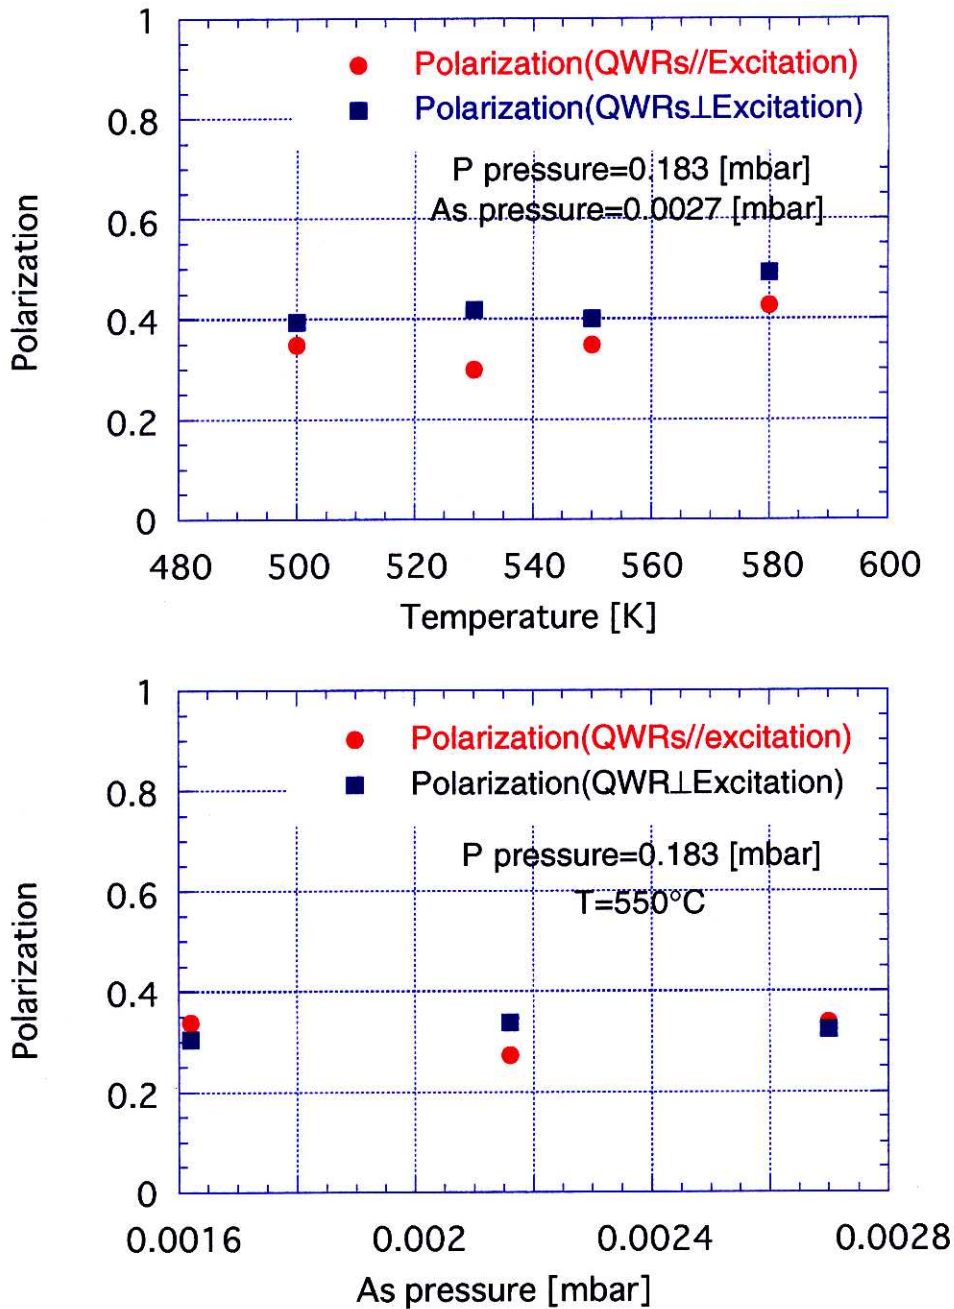 1
Polarization(QWRs//Excitation)
Polarization(QWRs⊥Excitation)
0.8
P pressure=0.183 [mbar]
As pressure=0.0027 [mbar]
0.6
Polarization
0.4
0.2
0
480 500 520 540 560 580 600
Temperature [K]
1
Polarization(QWRs//excitation)
Polarization(QWR⊥Excitation)
0.8
P pressure=0.183 [mbar]
0.6
T=550°C
Polarization
0.4
0.2
0
0.0016 0.002 0.0024 0.0028
As pressure [mbar]